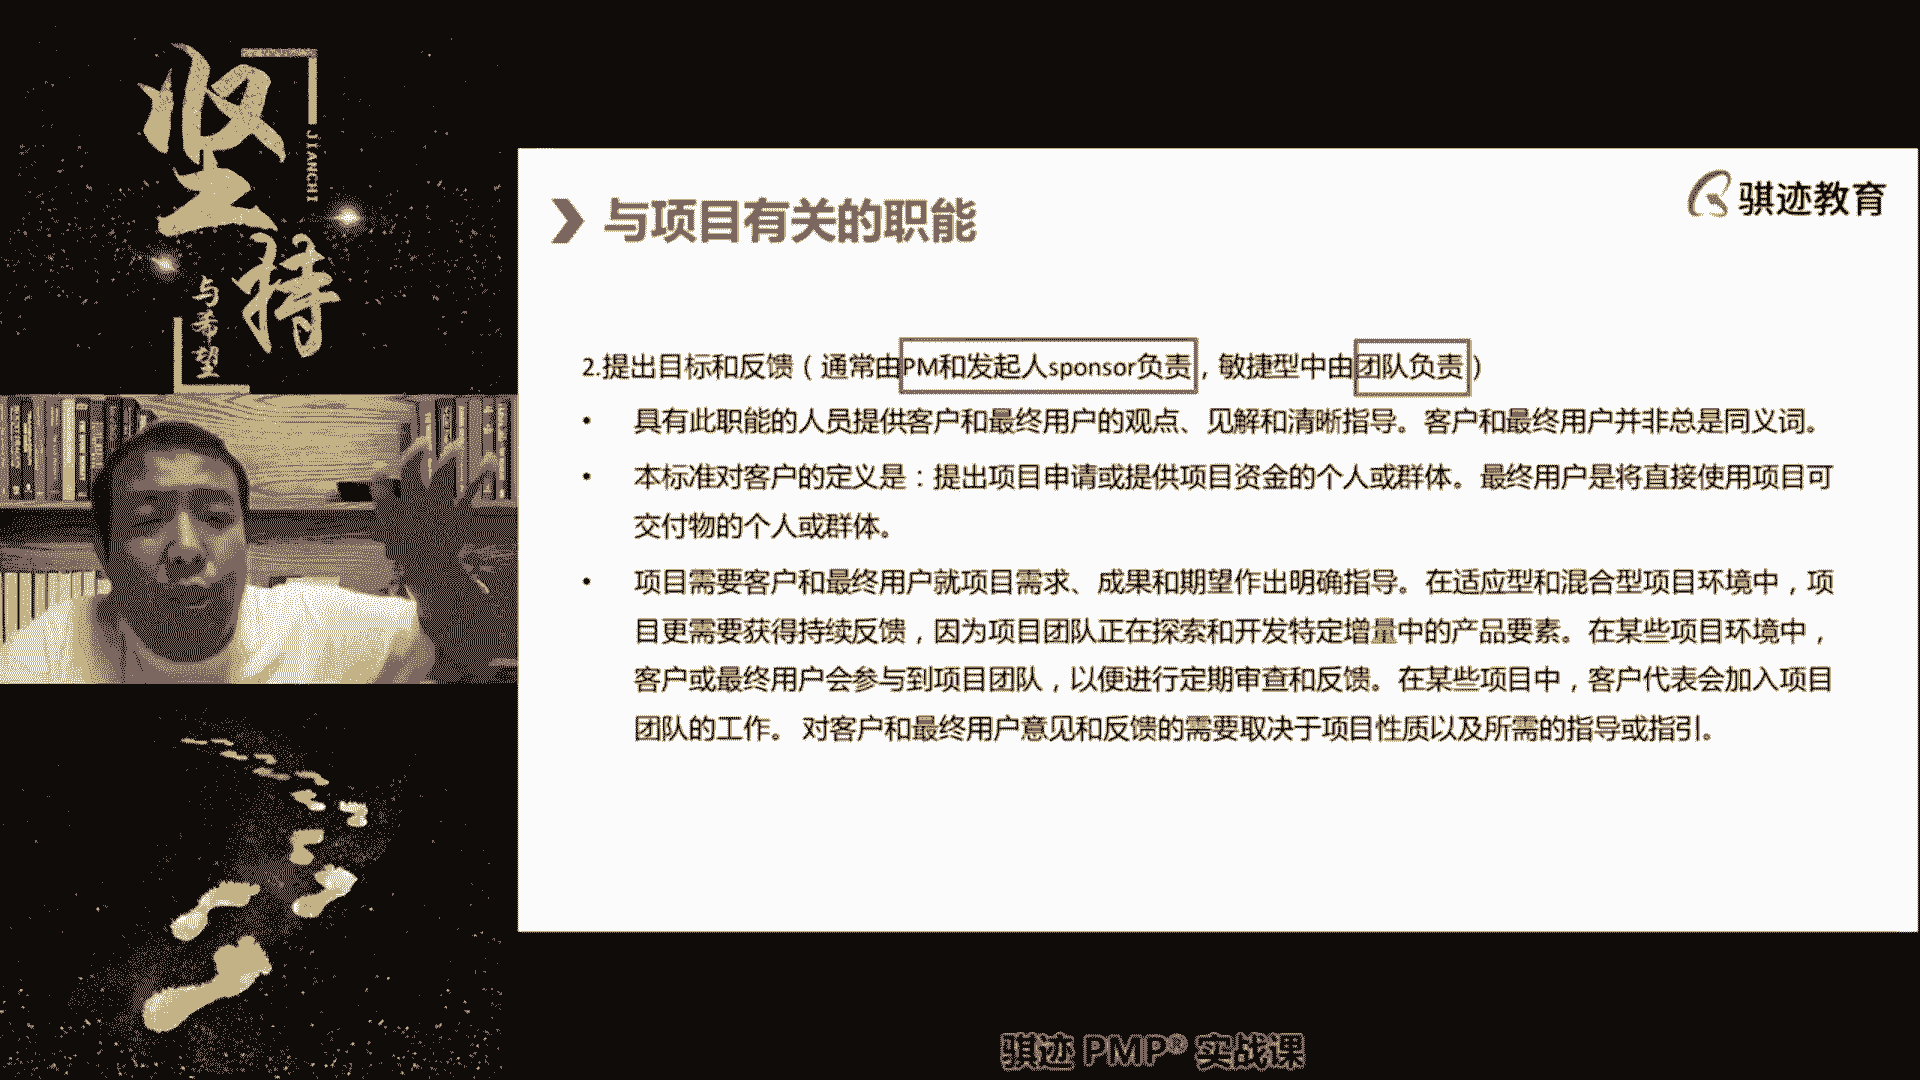 坚持
JIANCHI
与希望
骐迹教育
与项目有关的职能
2.提出目标和反馈（通常由PM和发起人sponsor负责，敏捷型中由团队负责）
• 具有此职能的人员提供客户和最终用户的观点、见解和清晰指导。客户和最终用户并非总是同义词。
• 本标准对客户的定义是：提出项目申请或提供项目资金的个人或群体。最终用户是将直接使用项目可
交付物的个人或群体。
• 项目需要客户和最终用户就项目需求、成果和期望作出明确指导。在适应型和混合型项目环境中，项
目更需要获得持续反馈，因为项目团队正在探索和开发特定增量中的产品要素。在某些项目环境中，
客户或最终用户会参与到项目团队，以便进行定期审查和反馈。在某些项目中，客户代表会加入项目
团队的工作。 对客户和最终用户意见和反馈的需要取决于项目性质以及所需的指导或指引。
骐迹 PMP® 实战课